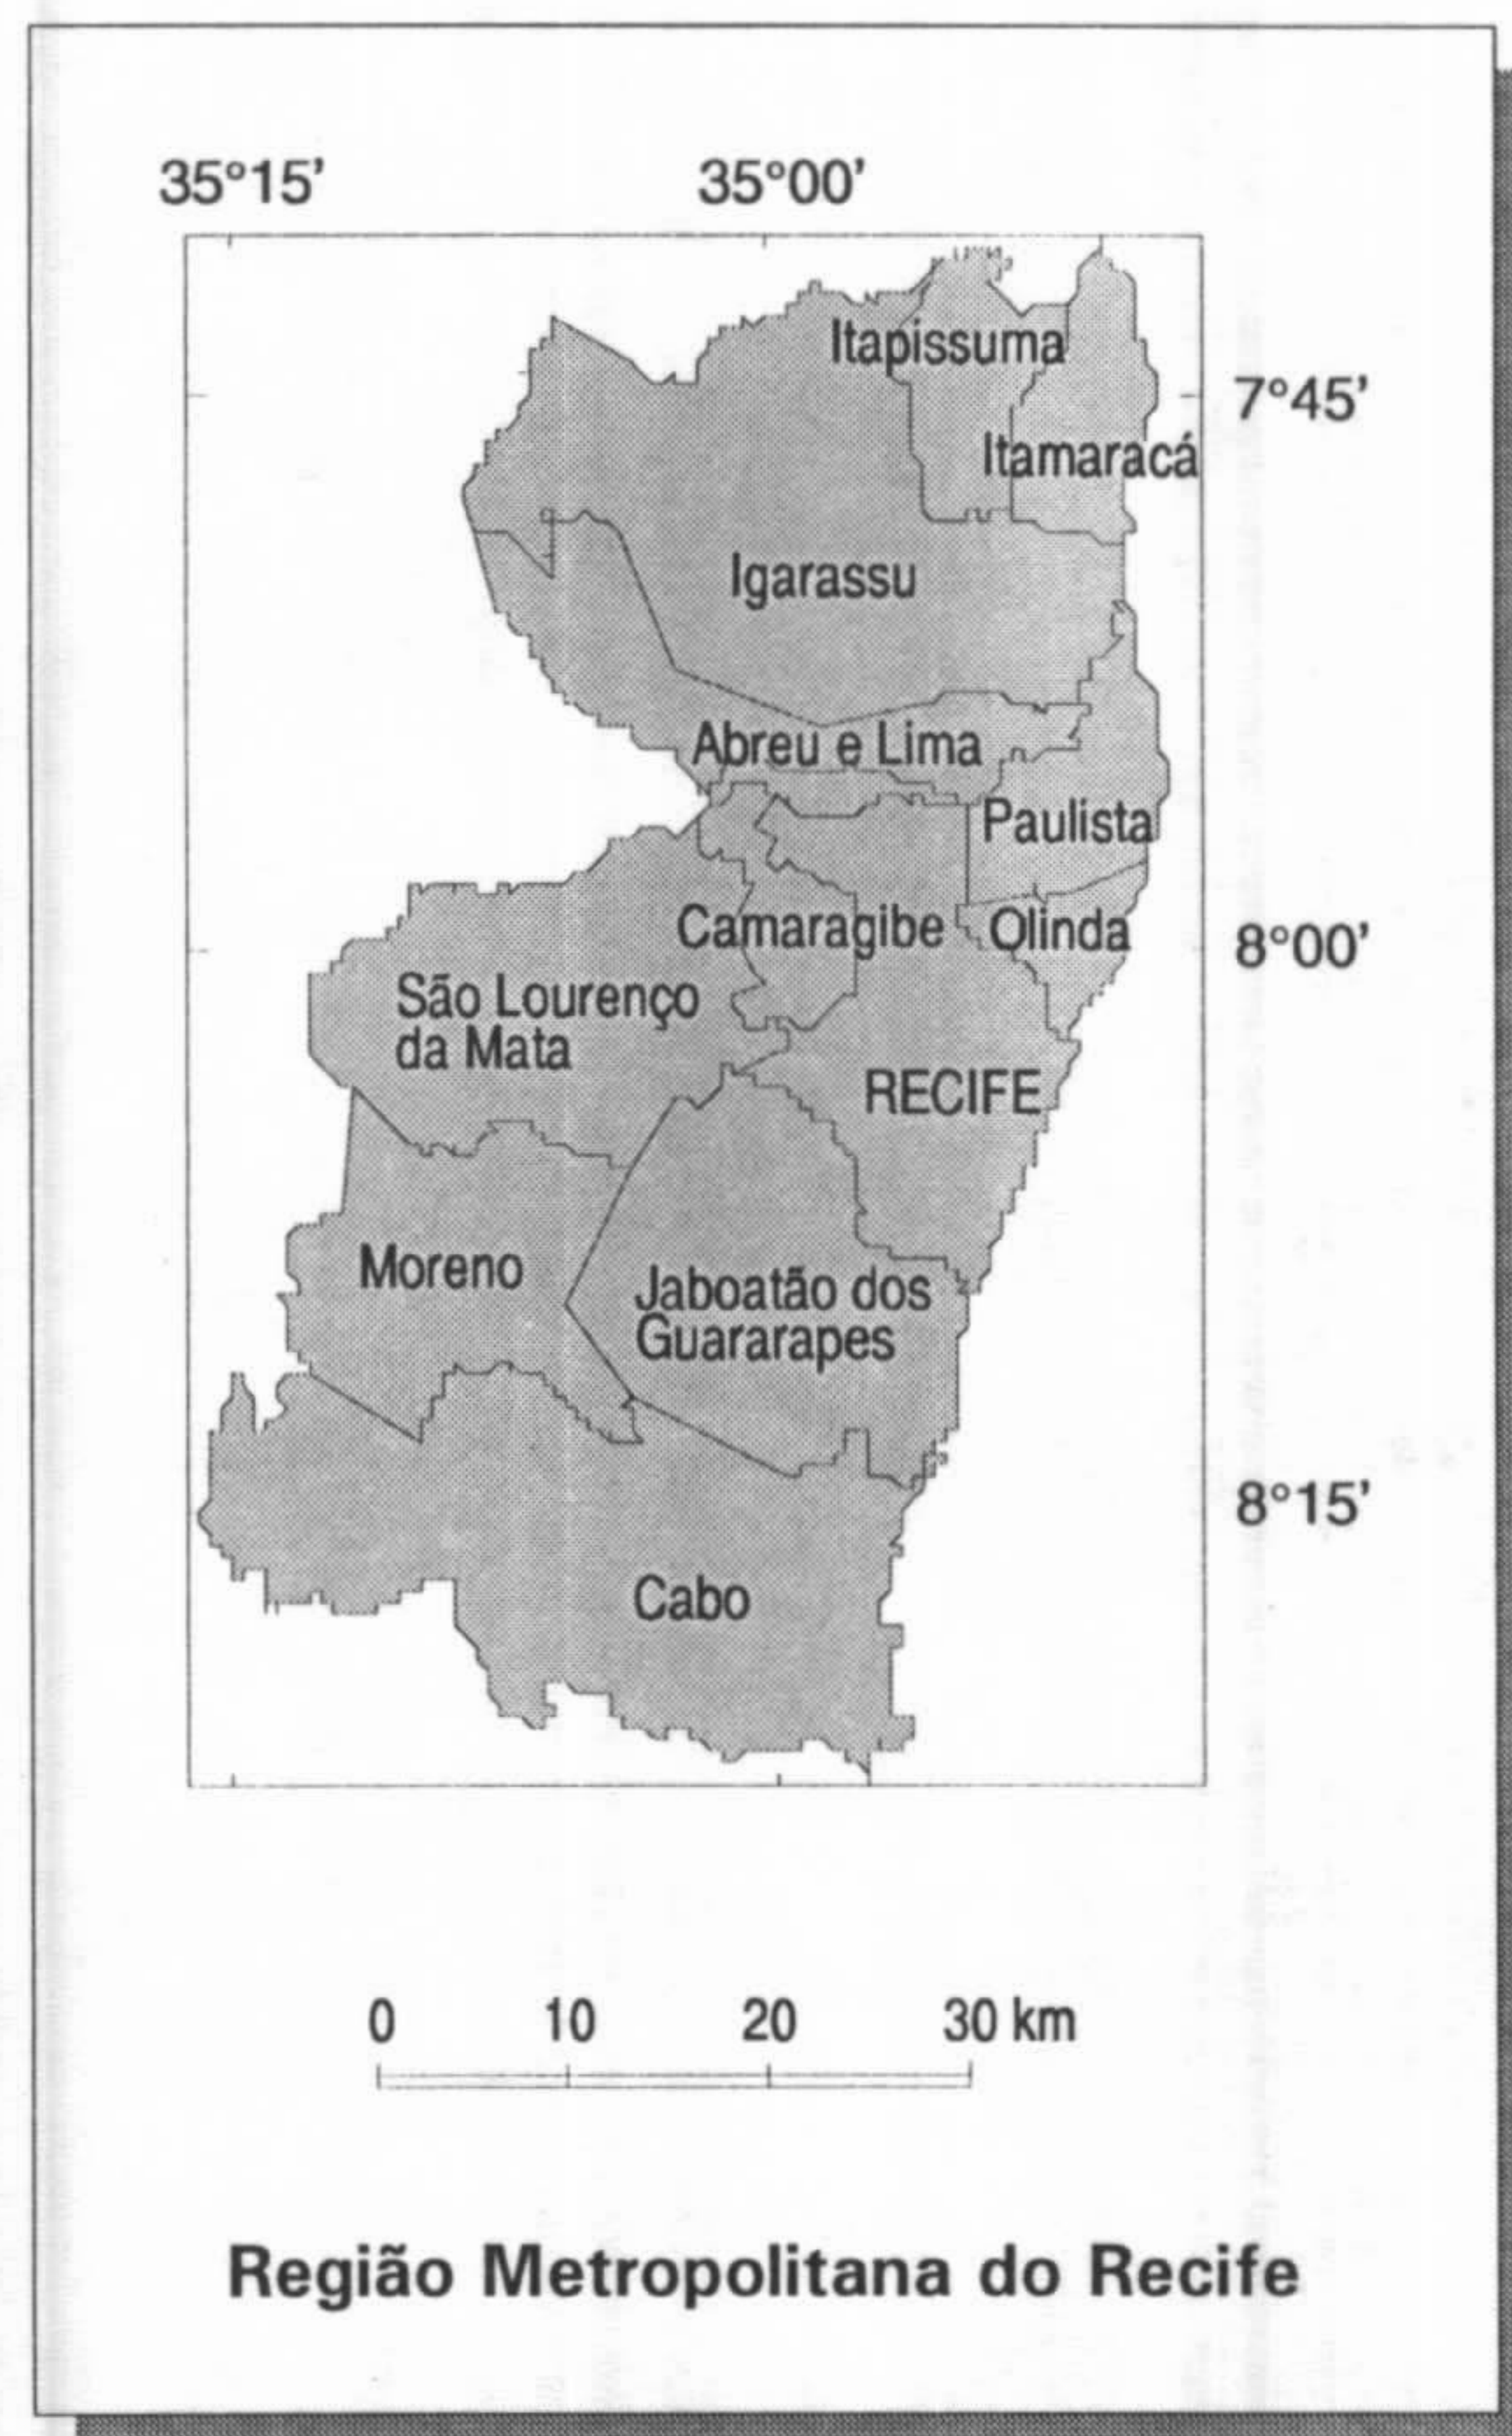 35°15' 35°00'
Itapissuma
7°45'
Itamaracá
Igarassu
Abreu e Lima
Paulista
Camaragibe
Olinda
8°00'
São Lourenço
da Mata
RECIFE
Moreno
Jaboatão dos
Guararapes
8°15'
Cabo
0 10 20 30 km
Região Metropolitana do Recife